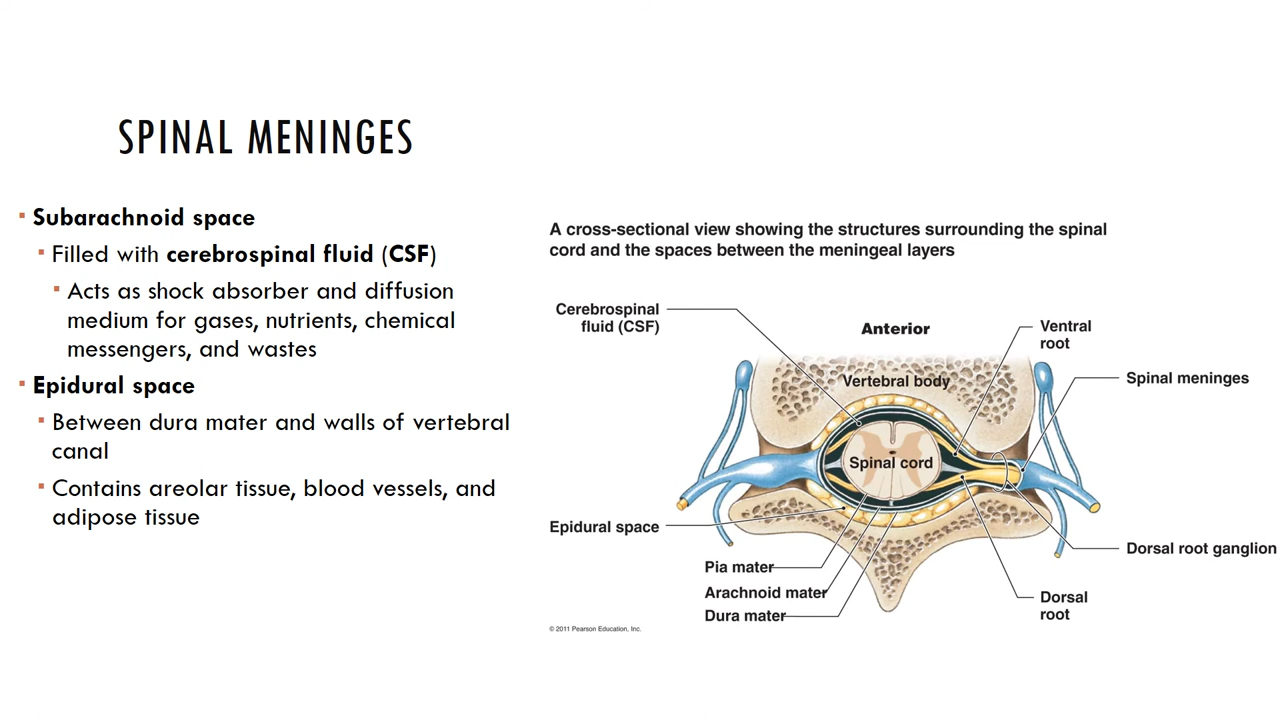 SPINAL MENINGES
Subarachnoid space
Filled with cerebrospinal fluid (CSF)
Acts as shock absorber and diffusion
medium for gases, nutrients, chemical
messengers, and wastes
Epidural space
Between dura mater and walls of vertebral
canal
Contains areolar tissue, blood vessels, and
adipose tissue
A cross-sectional view showing the structures surrounding the spinal
cord and the spaces between the meningeal layers
Cerebrospinal
fluid (CSF)
Anterior
Ventral
root
Vertebral body
Spinal meninges
Spinal cord
Epidural space
Dorsal root ganglion
Pia mater
Arachnoid mater
Dura mater
Dorsal
root
© 2011 Pearson Education, Inc.